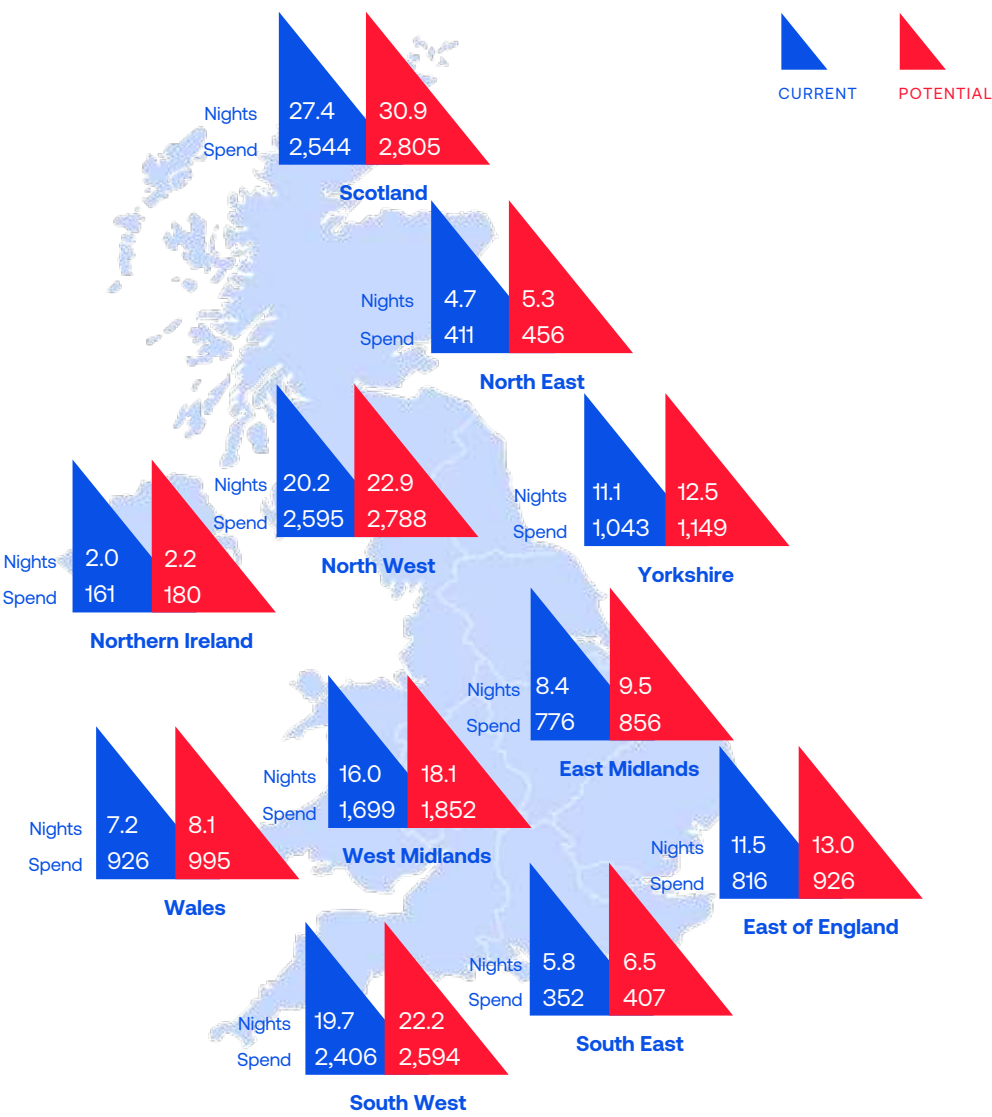 CURRENT POTENTIAL
Nights 27.4 30.9
Spend 2,544 2,805
Scotland
Nights 4.7 5.3
Spend 411 456
North East
Nights 20.2 22.9
Spend 2,595 2,788
North West
Nights 11.1 12.5
Spend 1,043 1,149
Yorkshire
Nights 2.0 2.2
Spend 161 180
Northern Ireland
Nights 8.4 9.5
Spend 776 856
East Midlands
Nights 16.0 18.1
Spend 1,699 1,852
West Midlands
Nights 7.2 8.1
Spend 926 995
Wales
Nights 11.5 13.0
Spend 816 926
East of England
Nights 5.8 6.5
Spend 352 407
South East
Nights 19.7 22.2
Spend 2,406 2,594
South West